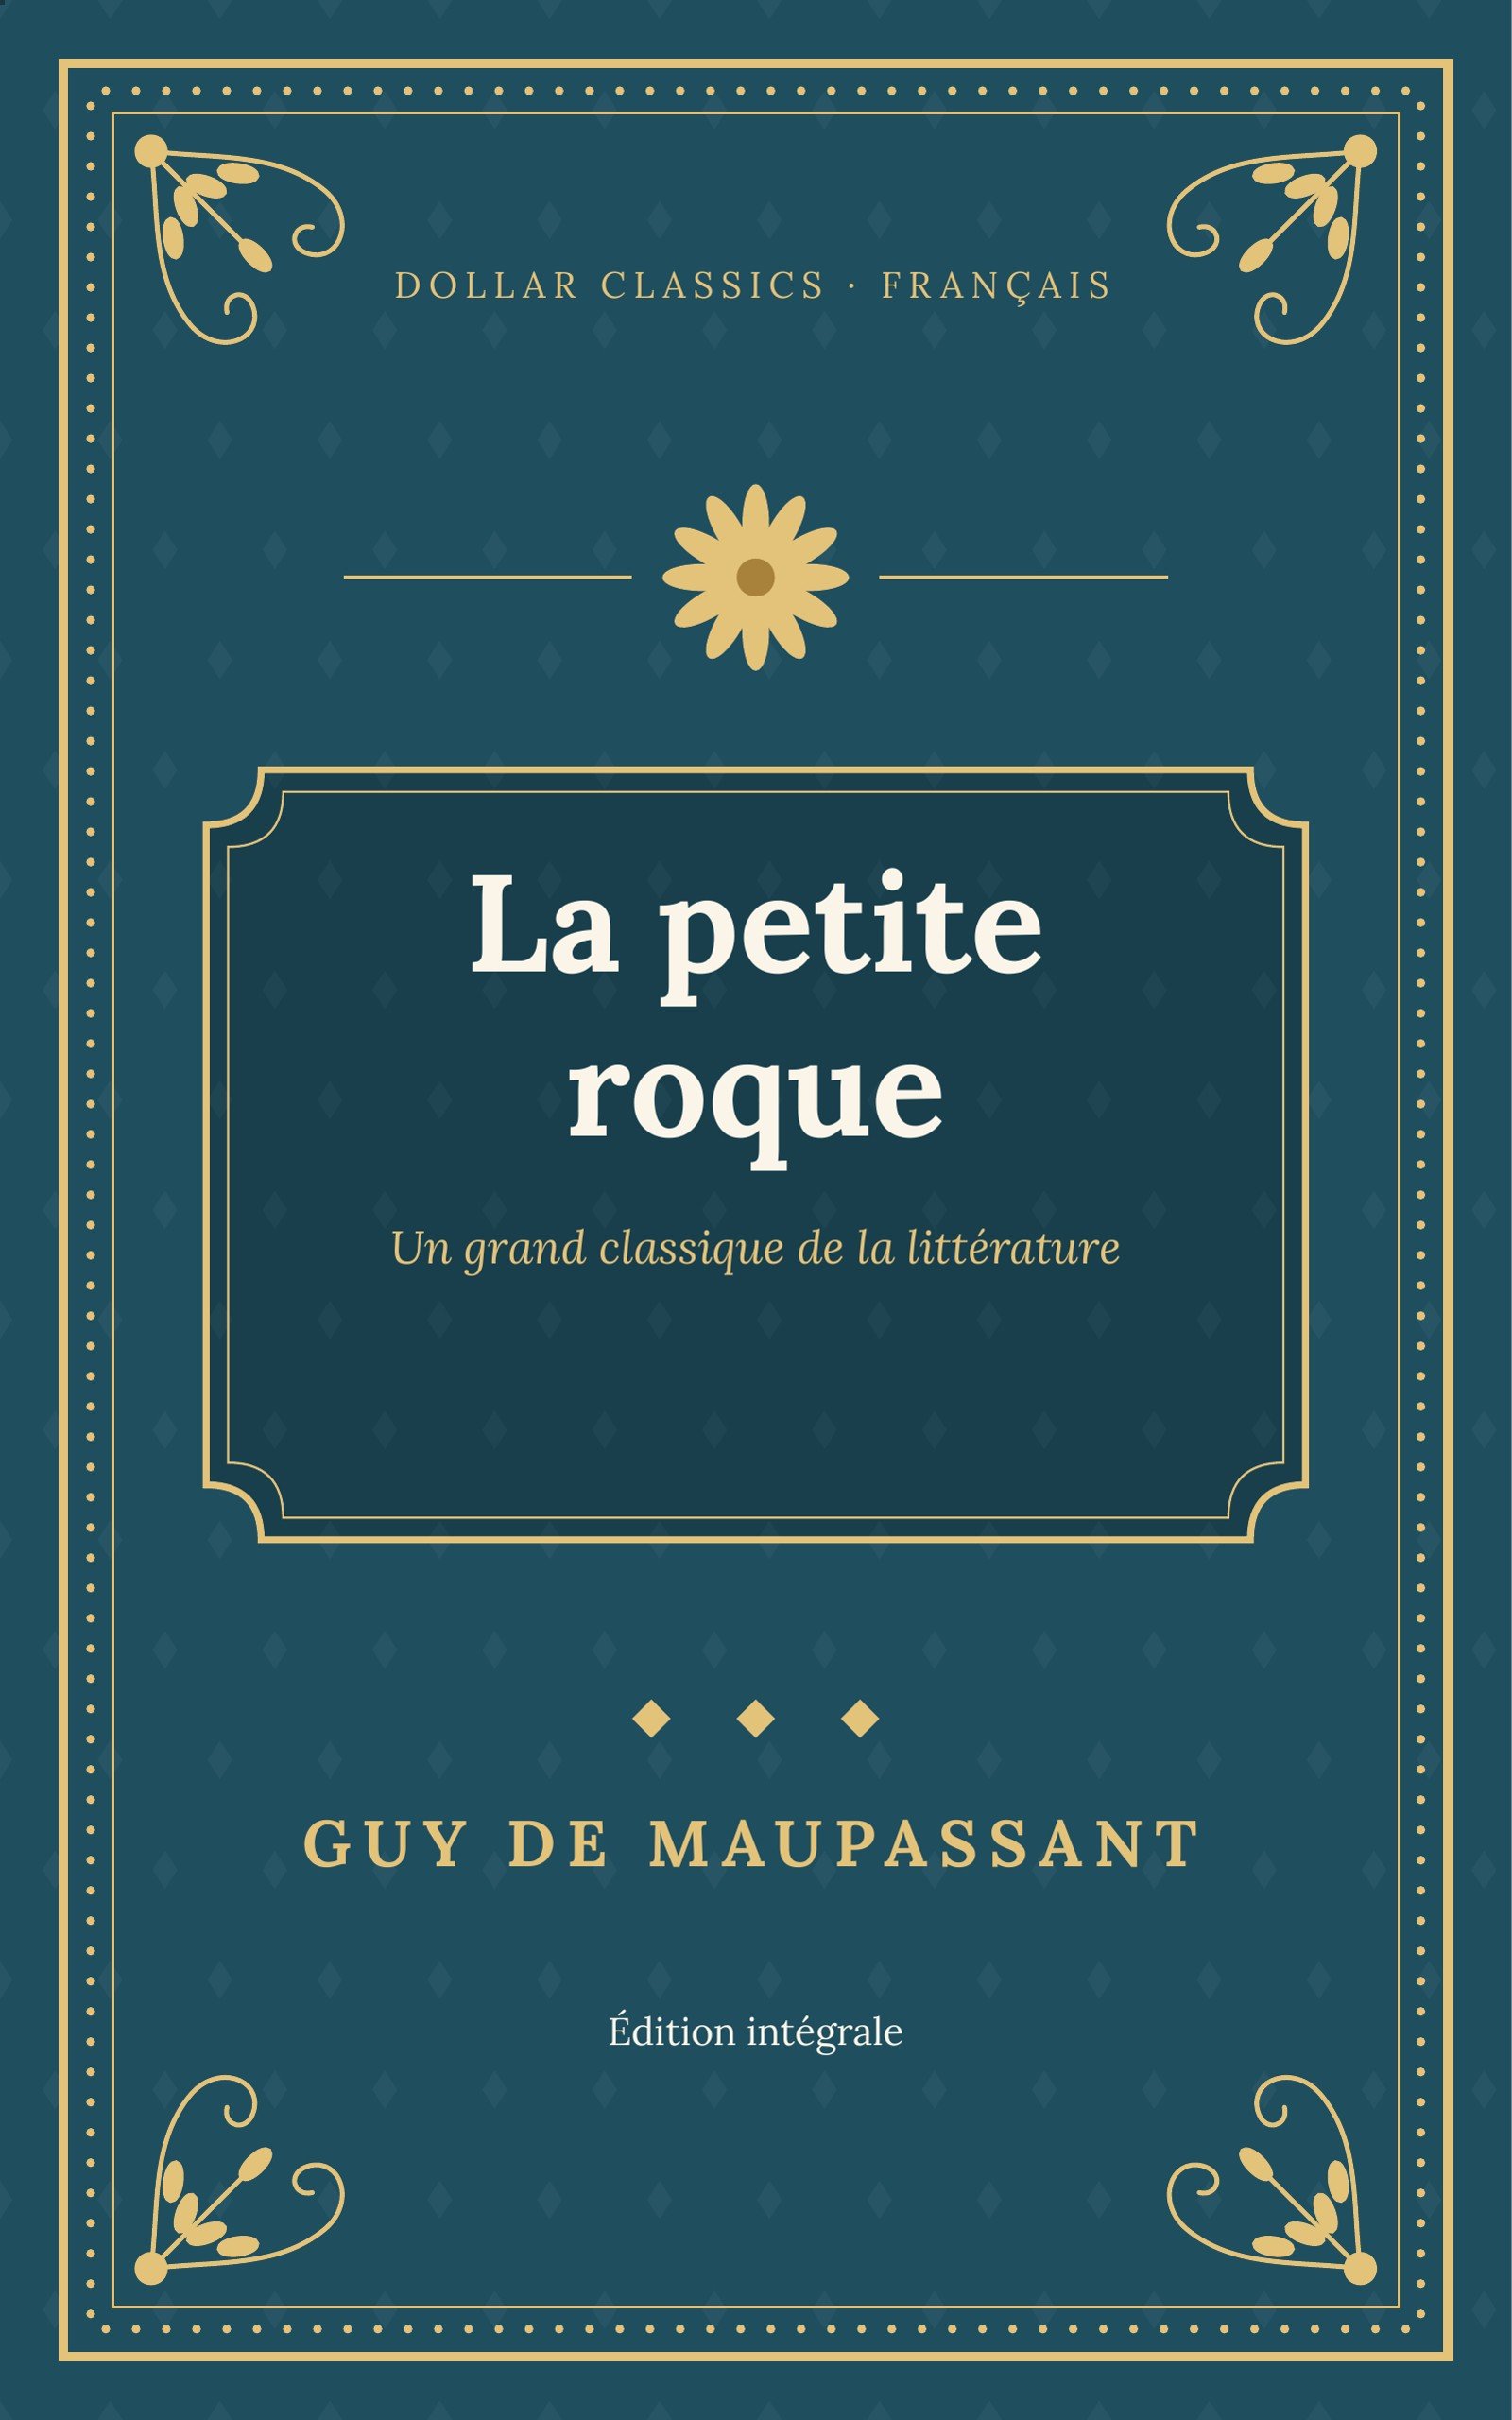 DOLLAR CLASSICS · FRANÇAIS
La petite
roque
Un grand classique de la littérature
GUY DE MAUPASSANT
Édition intégrale